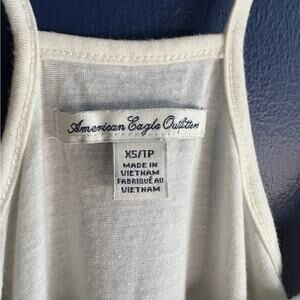 American Eagle Outfitters
XS/TP
MADE IN
VIETNAM
FABRIQUÉ AU
VIETNAM